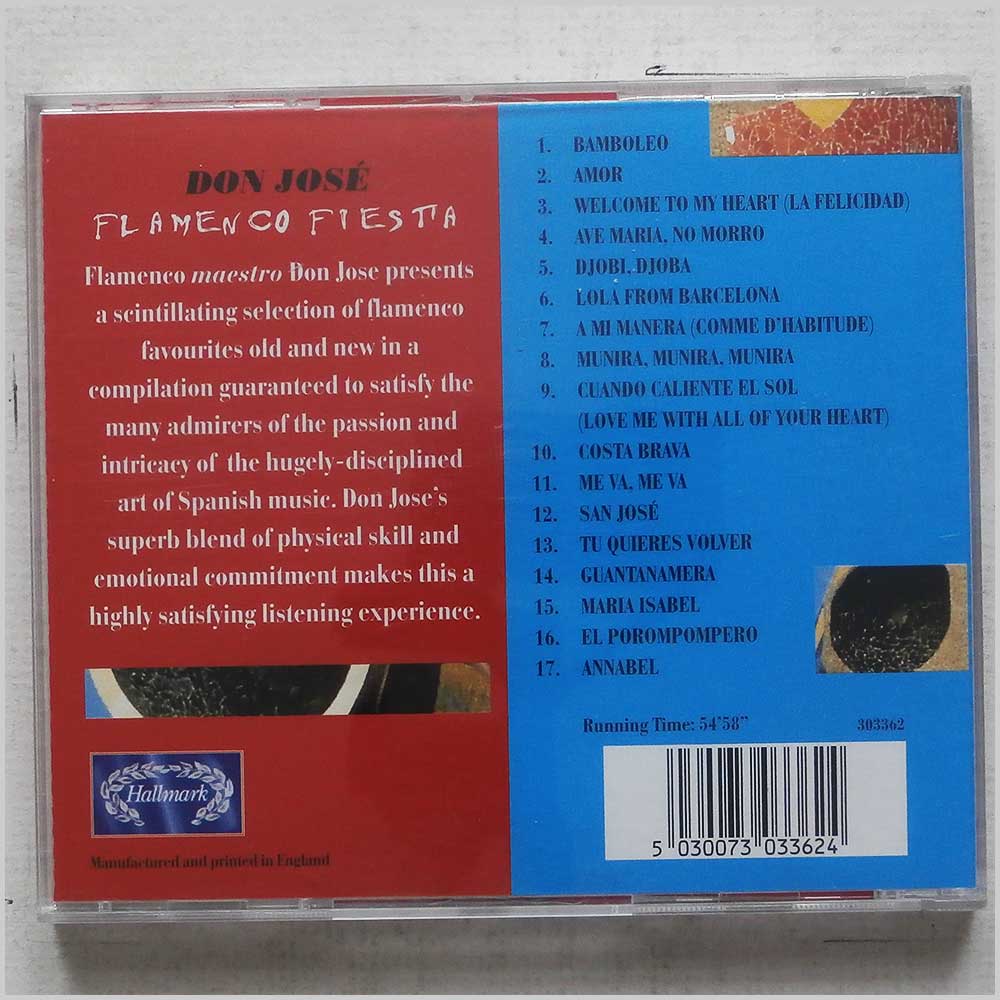 DON JOSÉ
FLAMENCO FIESTA
Flamenco maestro Don Jose presents
a scintillating selection of flamenco
favourites old and new in a
compilation guaranteed to satisfy the
many admirers of the passion and
intricacy of the hugely-disciplined
art of Spanish music. Don Jose's
superb blend of physical skill and
emotional commitment makes this a
highly satisfying listening experience.
Hallmark
Manufactured and printed in England
1. BAMBOLEO
2. AMOR
3. WELCOME TO MY HEART (LA FELICIDAD)
4. AVE MARIA, NO MORRO
5. DJOBI, DJOBA
6. LOLA FROM BARCELONA
7. A MI MANERA (COMME D'HABITUDE)
8. MUNIRA, MUNIRA, MUNIRA
9. CUANDO CALIENTE EL SOL
(LOVE ME WITH ALL OF YOUR HEART)
10. COSTA BRAVA
11. ME VA, ME VA
12. SAN JOSÉ
13. TU QUIERES VOLVER
14. GUANTANAMERA
15. MARIA ISABEL
16. EL POROMPOMPERO
17. ANNABEL
Running Time: 54'58" 303362
5 030073 033624